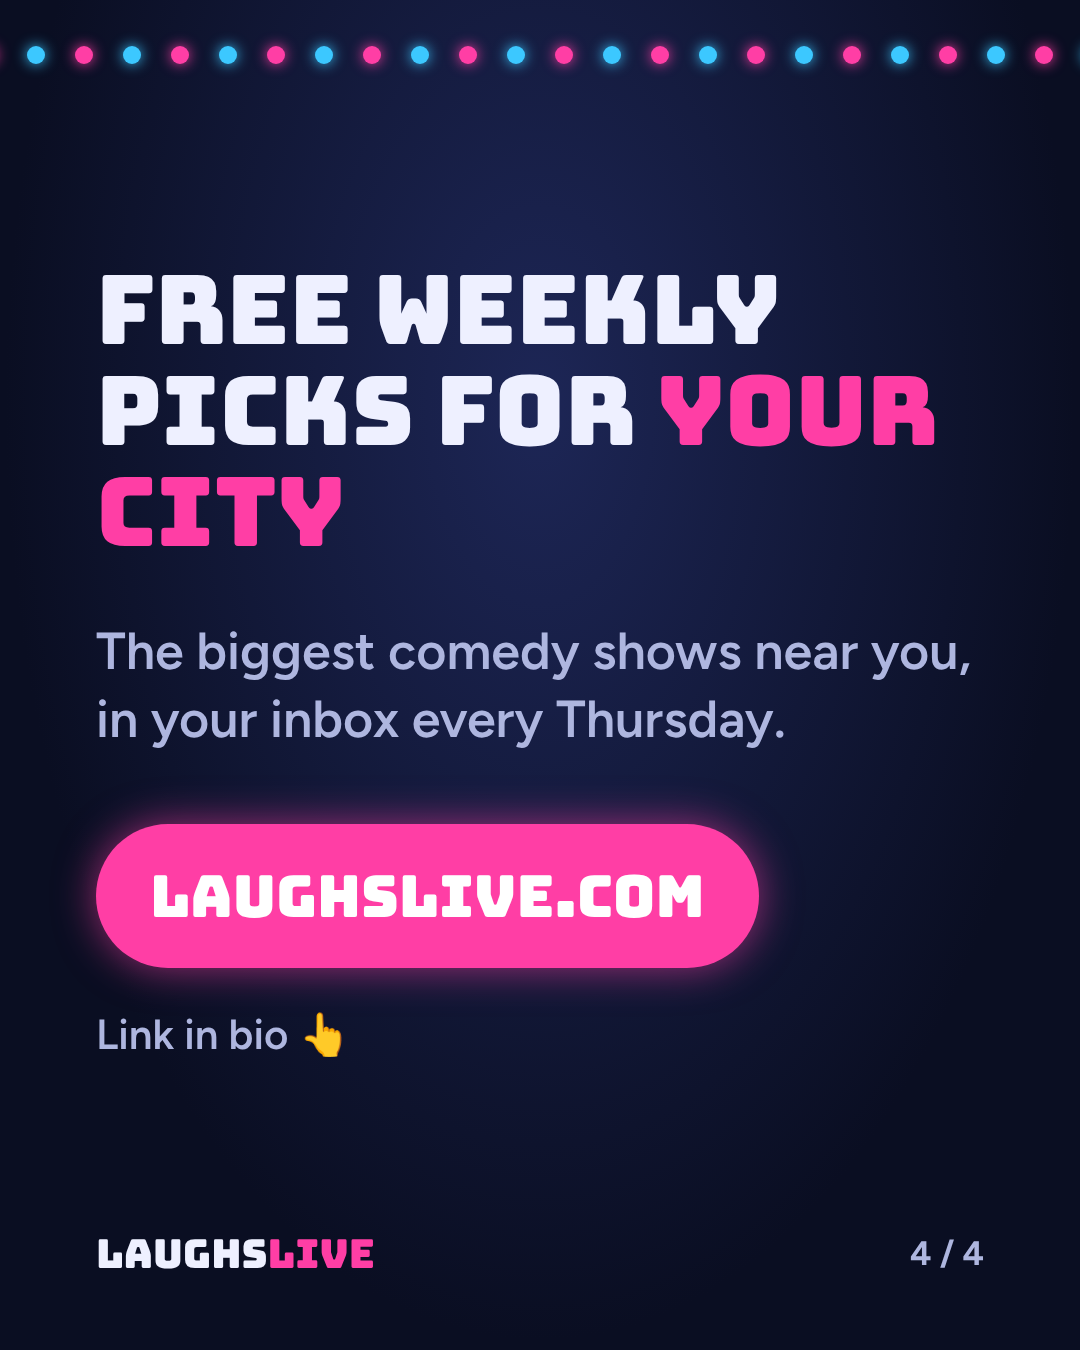 FREE WEEKLY
PICKS FOR YOUR
CITY
The biggest comedy shows near you,
in your inbox every Thursday.
LAUGHSLIVE.COM
Link in bio 👆
LAUGHSLIVE
4 / 4